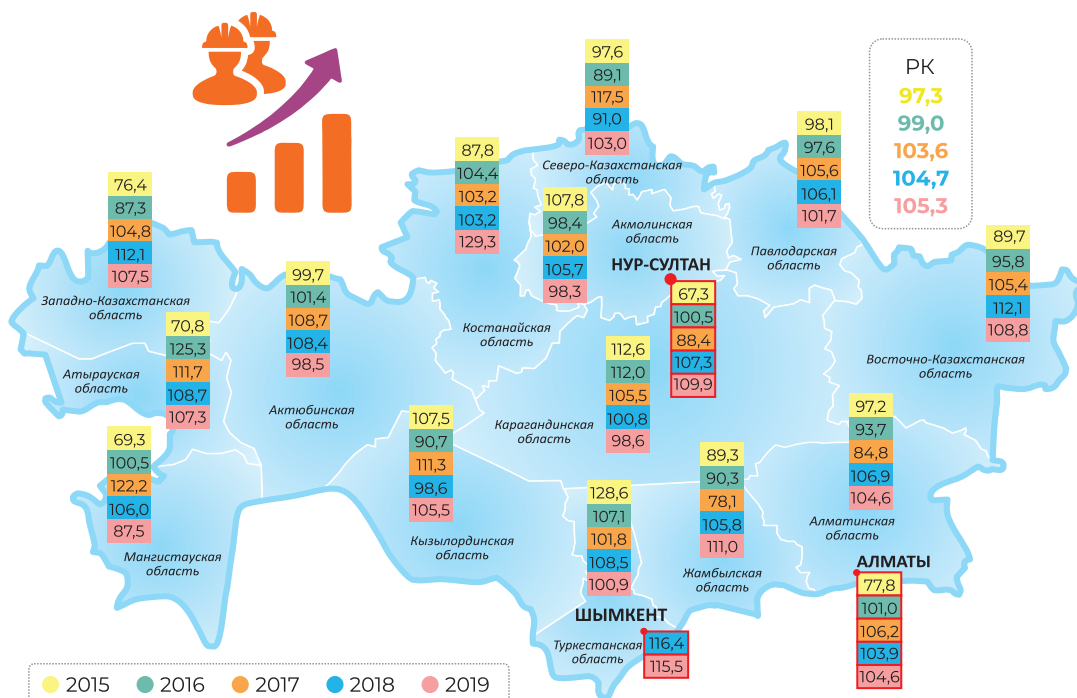 РК
97,3
99,0
103,6
104,7
105,3
97,6
89,1
117,5
91,0
103,0
Северо-Казахстанская
область
98,1
97,6
105,6
106,1
101,7
Павлодарская
область
87,8
104,4
103,2
103,2
129,3
Костанайская
область
107,8
98,4
102,0
105,7
98,3
Акмолинская
область
НУР-СУЛТАН
67,3
100,5
88,4
107,3
109,9
76,4
87,3
104,8
112,1
107,5
Западно-Казахстанская
область
89,7
95,8
105,4
112,1
108,8
Восточно-Казахстанская
область
99,7
101,4
108,7
108,4
98,5
Актюбинская
область
70,8
125,3
111,7
108,7
107,3
Атырауская
область
112,6
112,0
105,5
100,8
98,6
Карагандинская
область
69,3
100,5
122,2
106,0
87,5
Мангистауская
область
107,5
90,7
111,3
98,6
105,5
Кызылординская
область
97,2
93,7
84,8
106,9
104,6
Алматинская
область
89,3
90,3
78,1
105,8
111,0
Жамбылская
область
128,6
107,1
101,8
108,5
100,9
ШЫМКЕНТ
Туркестанская
область
116,4
115,5
АЛМАТЫ
77,8
101,0
106,2
103,9
104,6
2015 2016 2017 2018 2019